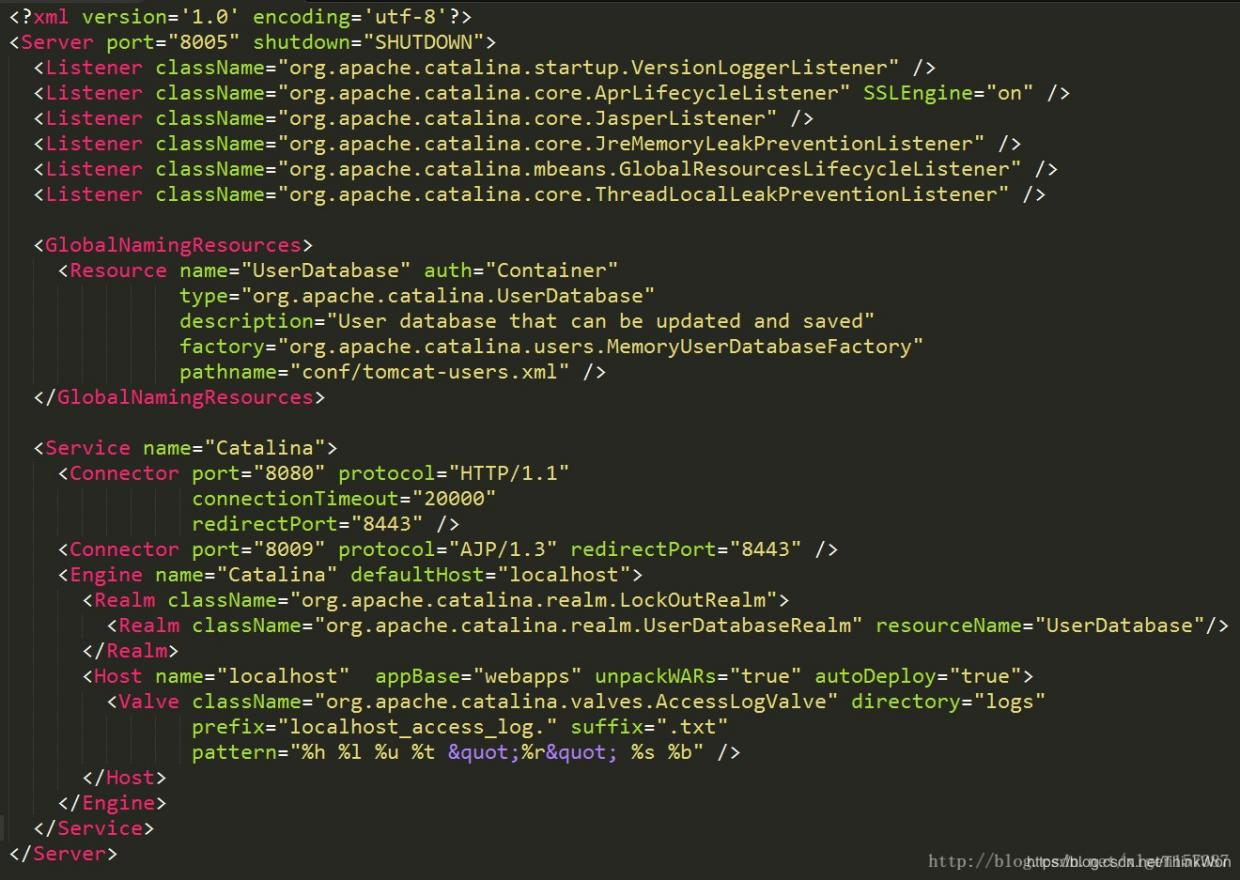 <?xml version='1.0' encoding='utf-8'?>
<Server port="8005" shutdown="SHUTDOWN">
  <Listener className="org.apache.catalina.startup.VersionLoggerListener" />
  <Listener className="org.apache.catalina.core.AprLifecycleListener" SSLEngine="on" />
  <Listener className="org.apache.catalina.core.JasperListener" />
  <Listener className="org.apache.catalina.core.JreMemoryLeakPreventionListener" />
  <Listener className="org.apache.catalina.mbeans.GlobalResourcesLifecycleListener" />
  <Listener className="org.apache.catalina.core.ThreadLocalLeakPreventionListener" />

  <GlobalNamingResources>
    <Resource name="UserDatabase" auth="Container"
              type="org.apache.catalina.UserDatabase"
              description="User database that can be updated and saved"
              factory="org.apache.catalina.users.MemoryUserDatabaseFactory"
              pathname="conf/tomcat-users.xml" />
  </GlobalNamingResources>

  <Service name="Catalina">
    <Connector port="8080" protocol="HTTP/1.1"
               connectionTimeout="20000"
               redirectPort="8443" />
    <Connector port="8009" protocol="AJP/1.3" redirectPort="8443" />
    <Engine name="Catalina" defaultHost="localhost">
      <Realm className="org.apache.catalina.realm.LockOutRealm">
        <Realm className="org.apache.catalina.realm.UserDatabaseRealm" resourceName="UserDatabase"/>
      </Realm>
      <Host name="localhost"  appBase="webapps" unpackWARs="true" autoDeploy="true">
        <Valve className="org.apache.catalina.valves.AccessLogValve" directory="logs"
               prefix="localhost_access_log." suffix=".txt"
               pattern="%h %l %u %t &quot;%r&quot; %s %b" />
      </Host>
    </Engine>
  </Service>
</Server>
https://blog.csdn.net/ThinkWon